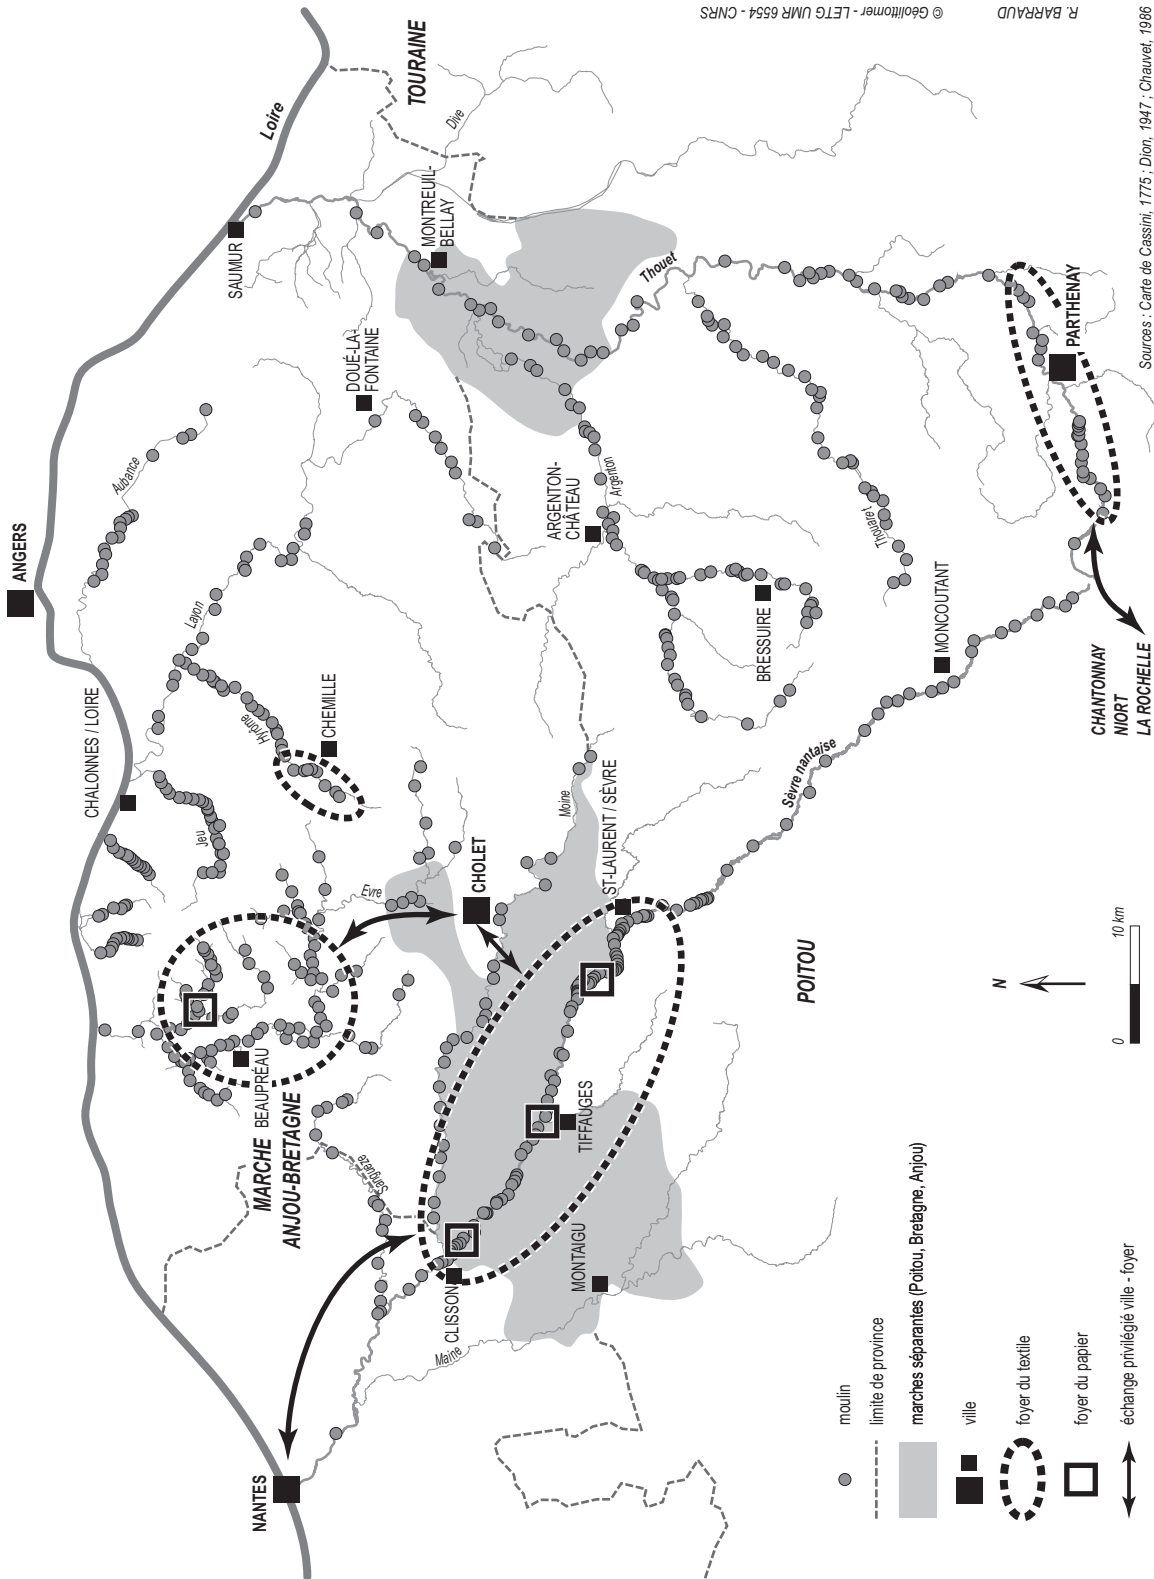 NANTES
ANGERS
Loire
SAUMUR
TOURAINE
Dive
MONTREUIL-
BELLAY
DOUÉ-LA-
FONTAINE
Aubance
Layon
CHALONNES / LOIRE
Hyrôme
CHEMILLE
Jeu
Evre
CHOLET
Moine
MARCHE
ANJOU-BRETAGNE
BEAUPRÉAU
Sanguèze
CLISSON
Maine
MONTAIGU
TIFFAUGES
ST-LAURENT / SÈVRE
POITOU
Sèvre nantaise
ARGENTON-
CHÂTEAU
Argenton
Thouet
BRESSUIRE
Thouaret
MONCOUTANT
PARTHENAY
CHANTONNAY
NIORT
LA ROCHELLE
N
0
10 km
moulin
limite de province
marches séparantes (Poitou, Bretagne, Anjou)
ville
foyer du textile
foyer du papier
échange privilégié ville - foyer
© Géolittomer - LETG UMR 6554 - CNRS
R. BARRAUD
Sources : Carte de Cassini, 1775 ; Dion, 1947 ; Chauvet, 1986